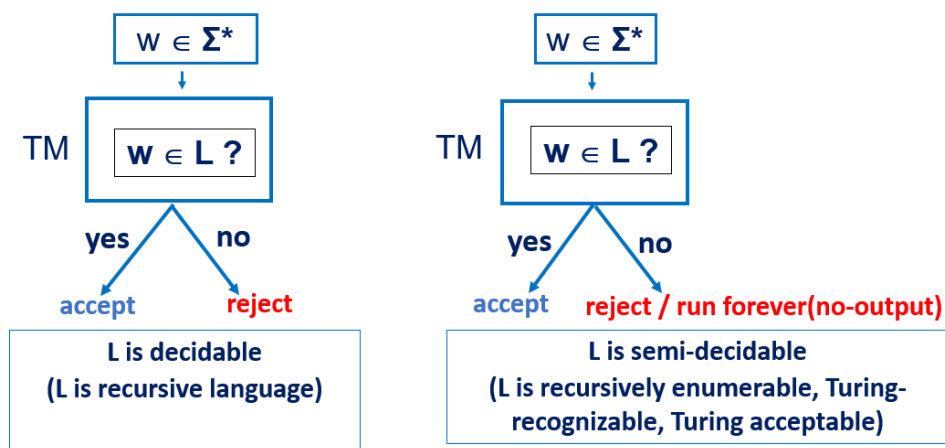 w ∈ Σ*
TM
w ∈ L ?
yes
no
accept
reject
L is decidable
(L is recursive language)
w ∈ Σ*
TM
w ∈ L ?
yes
no
accept
reject / run forever(no-output)
L is semi-decidable
(L is recursively enumerable, Turing-
recognizable, Turing acceptable)